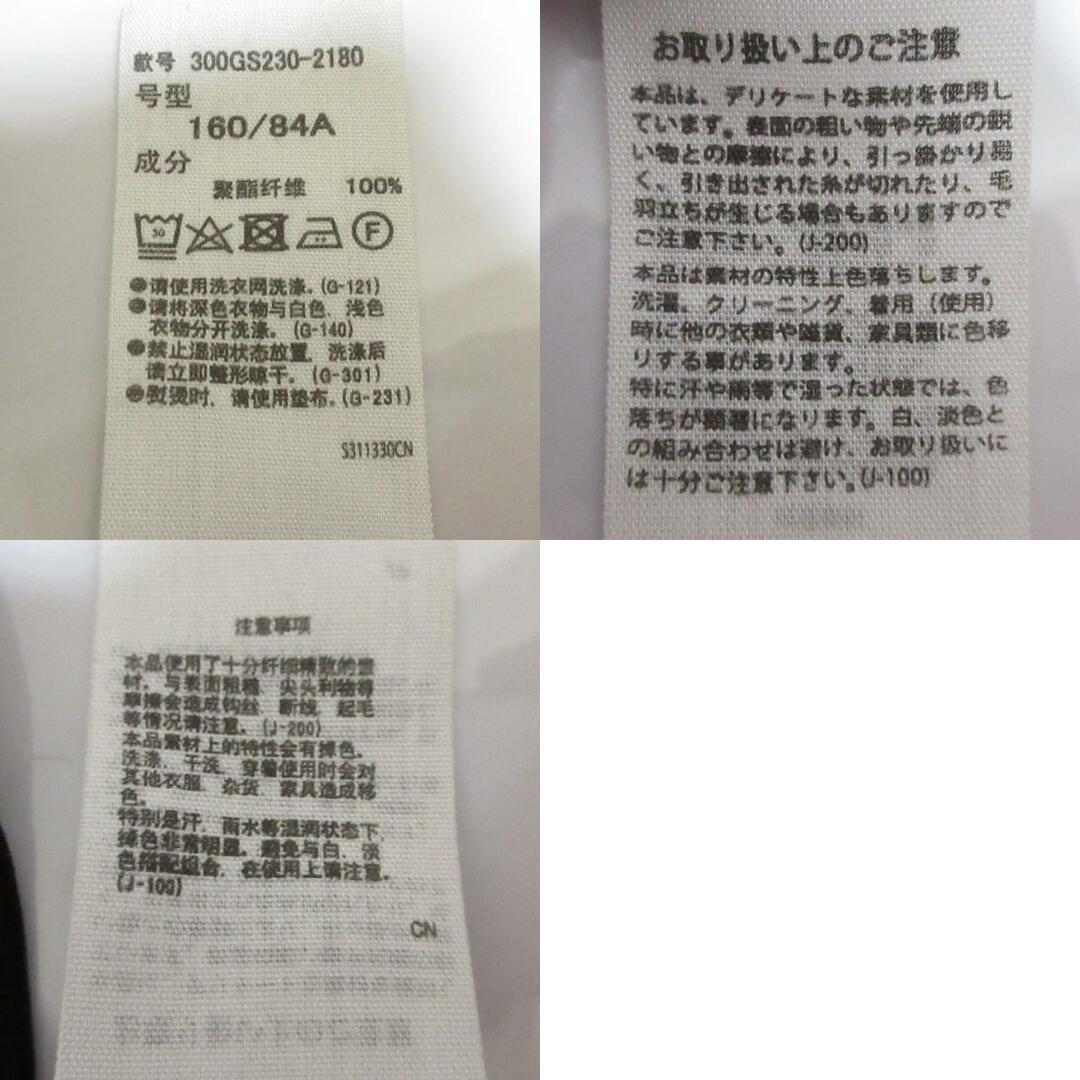 款号 300GS230-2180
号型
160/84A
成分
聚酯纤维 100%
30
F
请使用洗衣网洗涤。(G-121)
请将深色衣物与白色、浅色
衣物分开洗涤。(G-140)
禁止湿润状态放置、洗涤后
请立即整形晾干。(G-301)
熨烫时、请使用垫布。(G-231)
S311330CN
お取り扱い上のご注意
本品は、デリケートな素材を使用し
ています。表面の粗い物や先端の鋭
い物との摩擦により、引っ掛かり易
く、引き出された糸が切れたり、毛
羽立ちが生じる場合もありますので
ご注意下さい。(J-200)
本品は素材の特性上色落ちします。
洗濯、クリーニング、着用（使用）
時に他の衣類や雑貨、家具類に色移
りする事があります。
特に汗や雨等で湿った状態では、色
落ちが顕著になります。白、淡色と
の組み合わせは避け、お取り扱いに
は十分ご注意下さい。(J-100)
注意事项
本品使用了十分纤细精致的素
材。与表面粗糙、尖头利物等
摩擦会造成钩丝、断线、起毛
等情况请注意。(J-200)
本品素材上的特性会有掉色。
洗涤、干洗、穿着使用时会对
其他衣服、杂货、家具造成移
色。
特别是汗、雨水等湿润状态下、
掉色非常明显。避免与白、淡
色搭配组合、在使用上请注意。
(J-100)
CN